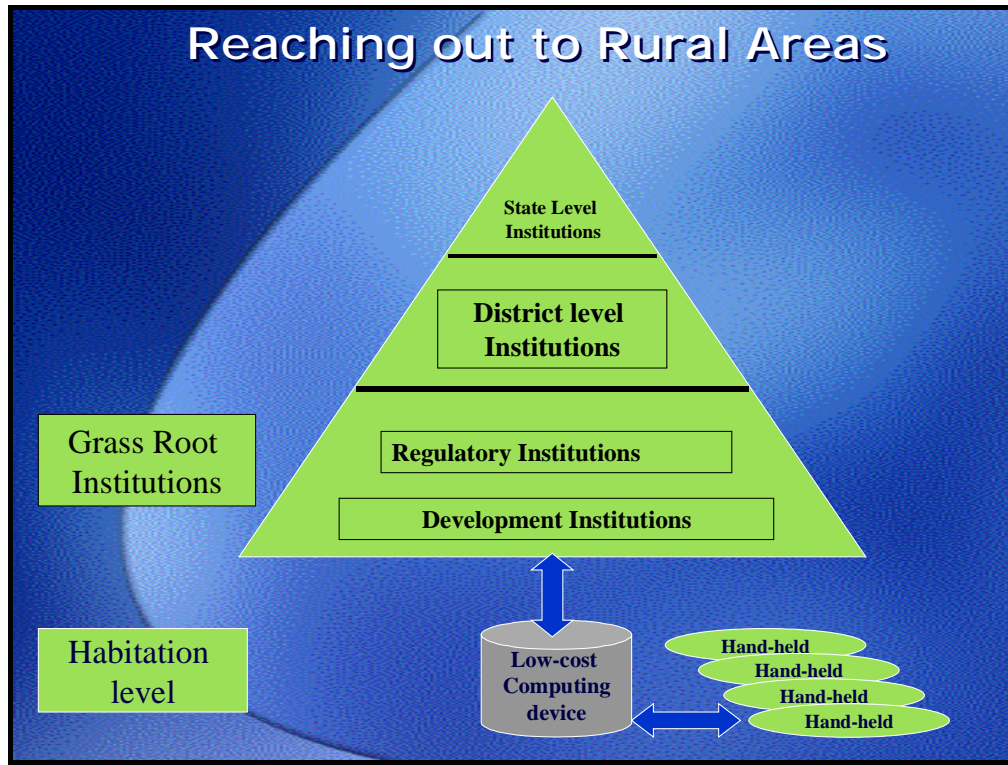 Reaching out to Rural Areas
State Level
Institutions
District level
Institutions
Grass Root
Institutions
Regulatory Institutions
Development Institutions
Habitation
level
Low-cost
Computing
device
Hand-held
Hand-held
Hand-held
Hand-held